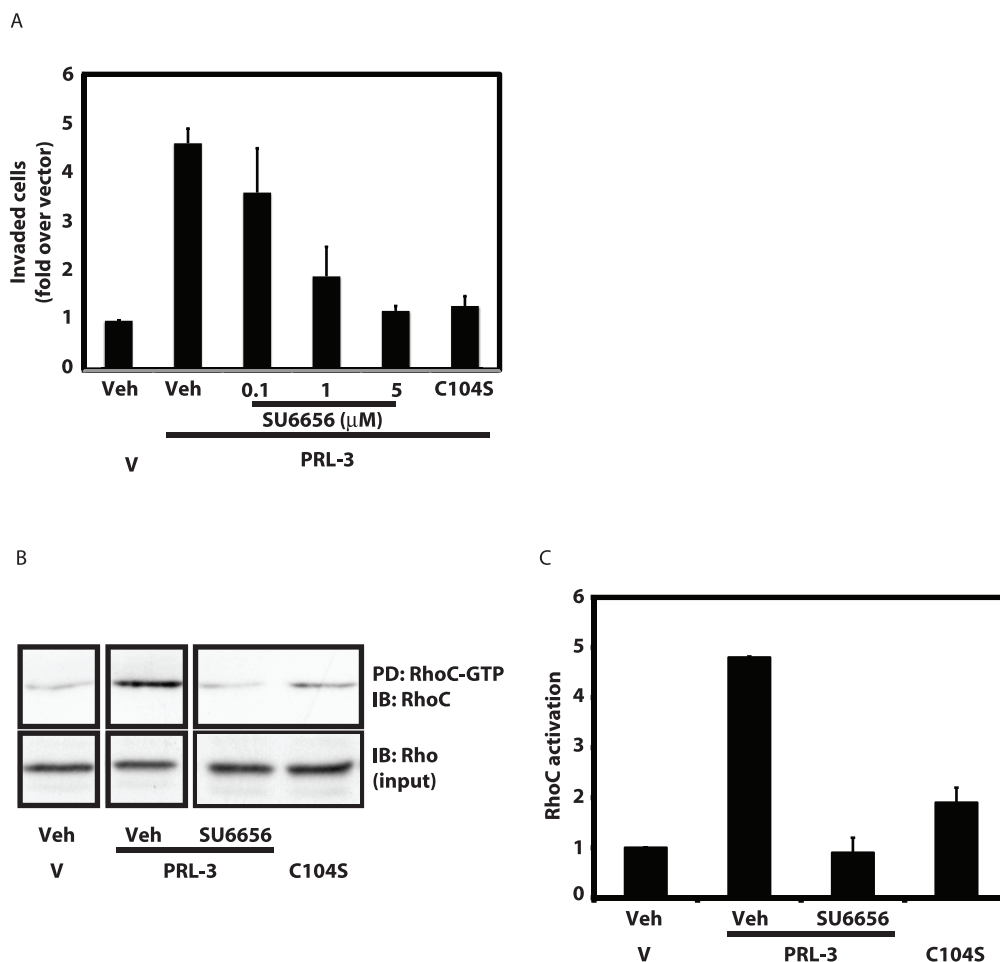 A
6
5
4
3
2
1
0
Invaded cells
(fold over vector)
Veh Veh 0.1 1 5 C104S
SU6656 (μM)
V PRL-3
B
PD: RhoC-GTP
IB: RhoC
IB: Rho
(input)
Veh Veh SU6656
V PRL-3 C104S
C
6
5
4
3
2
1
0
RhoC activation
Veh Veh SU6656
V PRL-3 C104S